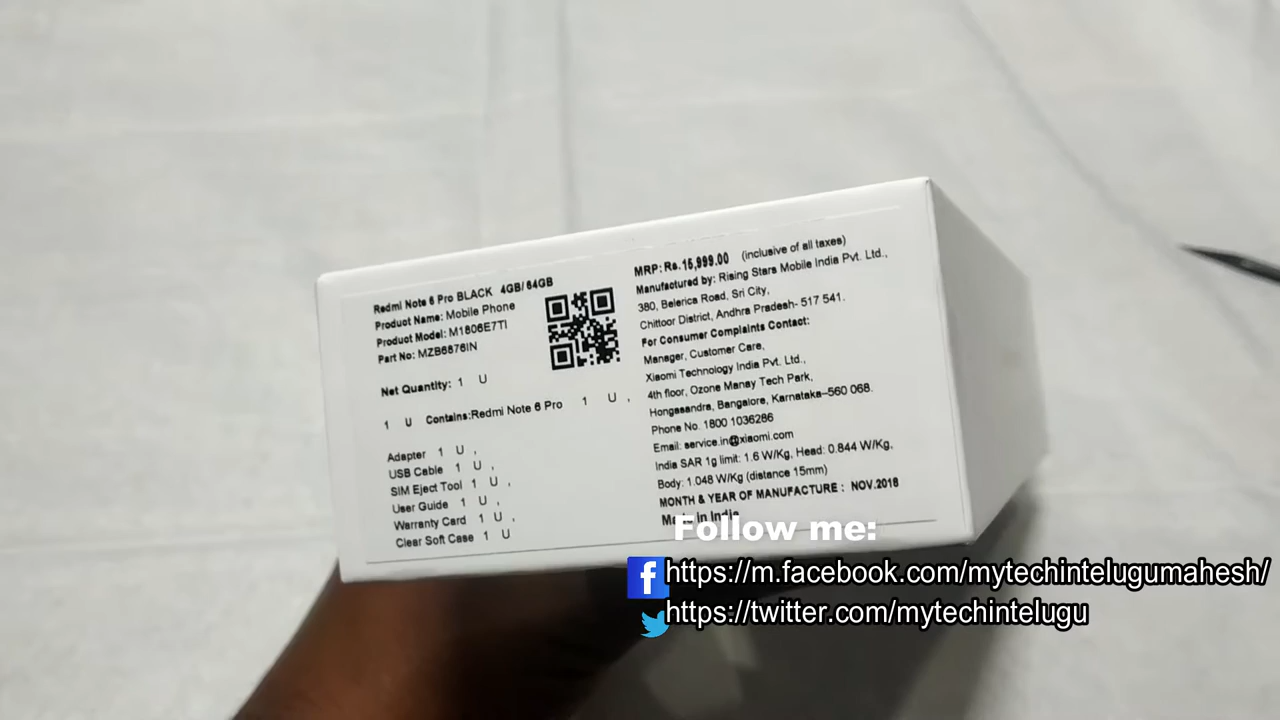 Redmi Note 6 Pro BLACK 4GB/ 64GB
Product Name: Mobile Phone
Product Model: M1806E7TI
Part No: MZB6876IN
Net Quantity: 1 U
1 U Contains:Redmi Note 6 Pro 1 U ,
Adapter 1 U ,
USB Cable 1 U ,
SIM Eject Tool 1 U ,
User Guide 1 U ,
Warranty Card 1 U ,
Clear Soft Case 1 U
MRP: Rs.15,999.00 (inclusive of all taxes)
Manufactured by: Rising Stars Mobile India Pvt. Ltd.,
380, Belerica Road, Sri City,
Chittoor District, Andhra Pradesh- 517 541.
For Consumer Complaints Contact:
Manager, Customer Care,
Xiaomi Technology India Pvt. Ltd.,
4th floor, Ozone Manay Tech Park,
Hongasandra, Bangalore, Karnataka–560 068.
Phone No. 1800 1036286
Email: service.in@xiaomi.com
India SAR 1g limit: 1.6 W/Kg, Head: 0.844 W/Kg,
Body: 1.048 W/Kg (distance 15mm)
MONTH & YEAR OF MANUFACTURE : NOV.2018
Made In India
Follow me:
https://m.facebook.com/mytechintelugumahesh/
https://twitter.com/mytechintelugu